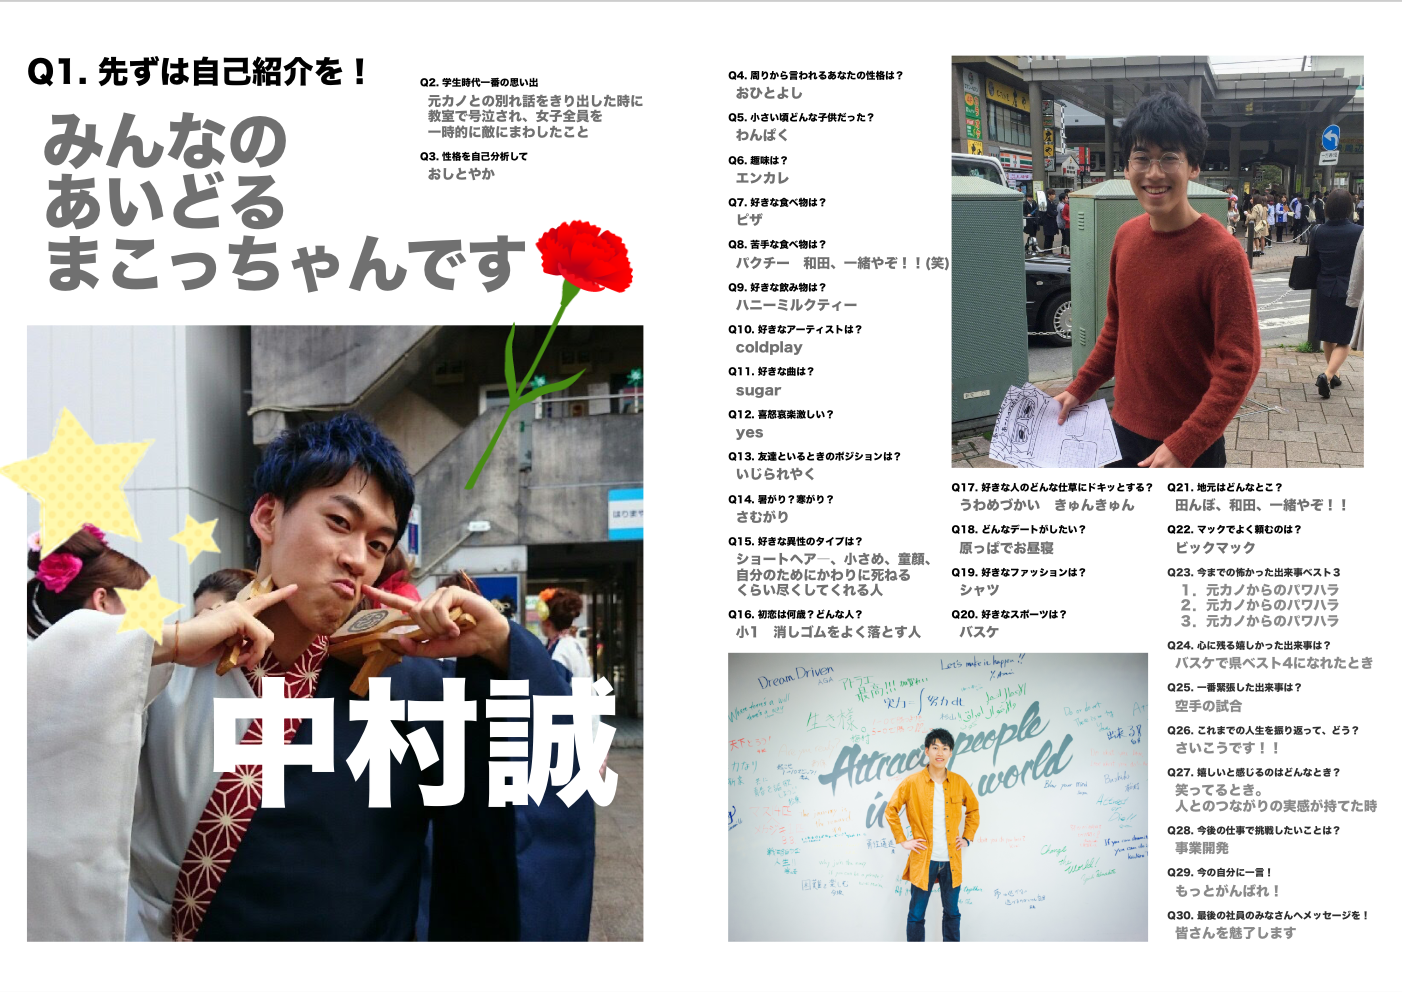 Q1. 先ずは自己紹介を！
みんなの
あいどる
まこっちゃんです
Q2. 学生時代一番の思い出
元カノとの別れ話をきり出した時に
教室で号泣され、女子全員を
一時的に敵にまわしたこと
Q3. 性格を自己分析して
おしとやか
中村誠
Q4. 周りから言われるあなたの性格は？
おひとよし
Q5. 小さい頃どんな子供だった？
わんぱく
Q6. 趣味は？
エンカレ
Q7. 好きな食べ物は？
ピザ
Q8. 苦手な食べ物は？
パクチー　和田、一緒やぞ！！(笑)
Q9. 好きな飲み物は？
ハニーミルクティー
Q10. 好きなアーティストは？
coldplay
Q11. 好きな曲は？
sugar
Q12. 喜怒哀楽激しい？
yes
Q13. 友達といるときのポジションは？
いじられやく
Q14. 暑がり？寒がり？
さむがり
Q15. 好きな異性のタイプは？
ショートヘアー、小さめ、童顔、
自分のためにかわりに死ねる
くらい尽くしてくれる人
Q16. 初恋は何歳？どんな人？
小1　消しゴムをよく落とす人
Q17. 好きな人のどんな仕草にドキッとする？
うわめづかい　きゅんきゅん
Q18. どんなデートがしたい？
原っぱでお昼寝
Q19. 好きなファッションは？
シャツ
Q20. 好きなスポーツは？
バスケ
Q21. 地元はどんなとこ？
田んぼ、和田、一緒やぞ！！
Q22. マックでよく頼むのは？
ビックマック
Q23. 今までの怖かった出来事ベスト３
１．元カノからのパワハラ
２．元カノからのパワハラ
３．元カノからのパワハラ
Q24. 心に残る嬉しかった出来事は？
バスケで県ベスト4になれたとき
Q25. 一番緊張した出来事は？
空手の試合
Q26. これまでの人生を振り返って、どう？
さいこうです！！
Q27. 嬉しいと感じるのはどんなとき？
笑ってるとき。
人とのつながりの実感が持てた時
Q28. 今後の仕事で挑戦したいことは？
事業開発
Q29. 今の自分に一言！
もっとがんばれ！
Q30. 最後の社員のみなさんへメッセージを！
皆さんを魅了します
はりまや
Dream Driven
Let's make it happen!!
最高!!!
生き様。
努力
Attract people
in world
Change
the
world!